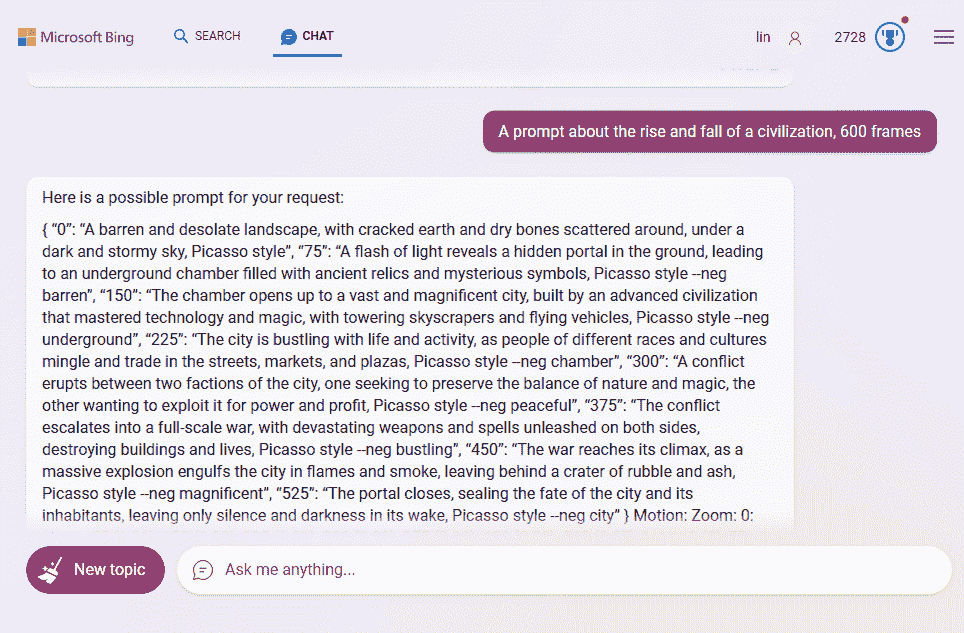 Microsoft Bing
SEARCH
CHAT
lin
2728
A prompt about the rise and fall of a civilization, 600 frames
Here is a possible prompt for your request:
{ “0”: “A barren and desolate landscape, with cracked earth and dry bones scattered around, under a
dark and stormy sky, Picasso style”, “75”: “A flash of light reveals a hidden portal in the ground, leading
to an underground chamber filled with ancient relics and mysterious symbols, Picasso style --neg
barren”, “150”: “The chamber opens up to a vast and magnificent city, built by an advanced civilization
that mastered technology and magic, with towering skyscrapers and flying vehicles, Picasso style --neg
underground”, “225”: “The city is bustling with life and activity, as people of different races and cultures
mingle and trade in the streets, markets, and plazas, Picasso style --neg chamber”, “300”: “A conflict
erupts between two factions of the city, one seeking to preserve the balance of nature and magic, the
other wanting to exploit it for power and profit, Picasso style --neg peaceful”, “375”: “The conflict
escalates into a full-scale war, with devastating weapons and spells unleashed on both sides,
destroying buildings and lives, Picasso style --neg bustling”, “450”: “The war reaches its climax, as a
massive explosion engulfs the city in flames and smoke, leaving behind a crater of rubble and ash,
Picasso style --neg magnificent”, “525”: “The portal closes, sealing the fate of the city and its
inhabitants, leaving only silence and darkness in its wake, Picasso style --neg city” } Motion: Zoom: 0:
New topic
Ask me anything...